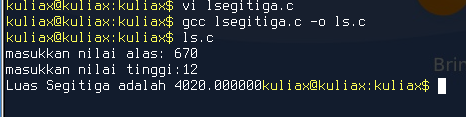 kuliax@kuliax:kuliax$ vi lsegitiga.c
kuliax@kuliax:kuliax$ gcc lsegitiga.c -o ls.c
kuliax@kuliax:kuliax$ ls.c
masukkan nilai alas: 670
masukkan nilai tinggi:12
Luas Segitiga adalah 4020.000000kuliax@kuliax:kuliax$
Brin